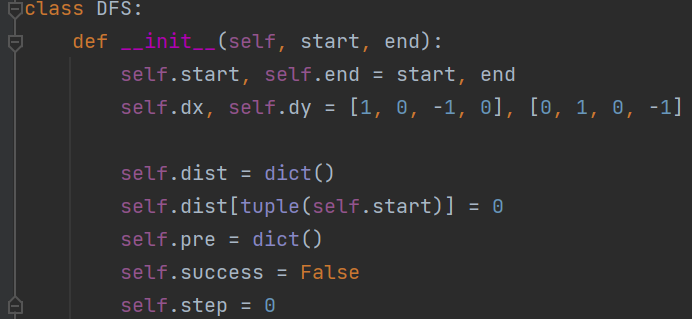 class DFS:
    def __init__(self, start, end):
        self.start, self.end = start, end
        self.dx, self.dy = [1, 0, -1, 0], [0, 1, 0, -1]

        self.dist = dict()
        self.dist[tuple(self.start)] = 0
        self.pre = dict()
        self.success = False
        self.step = 0